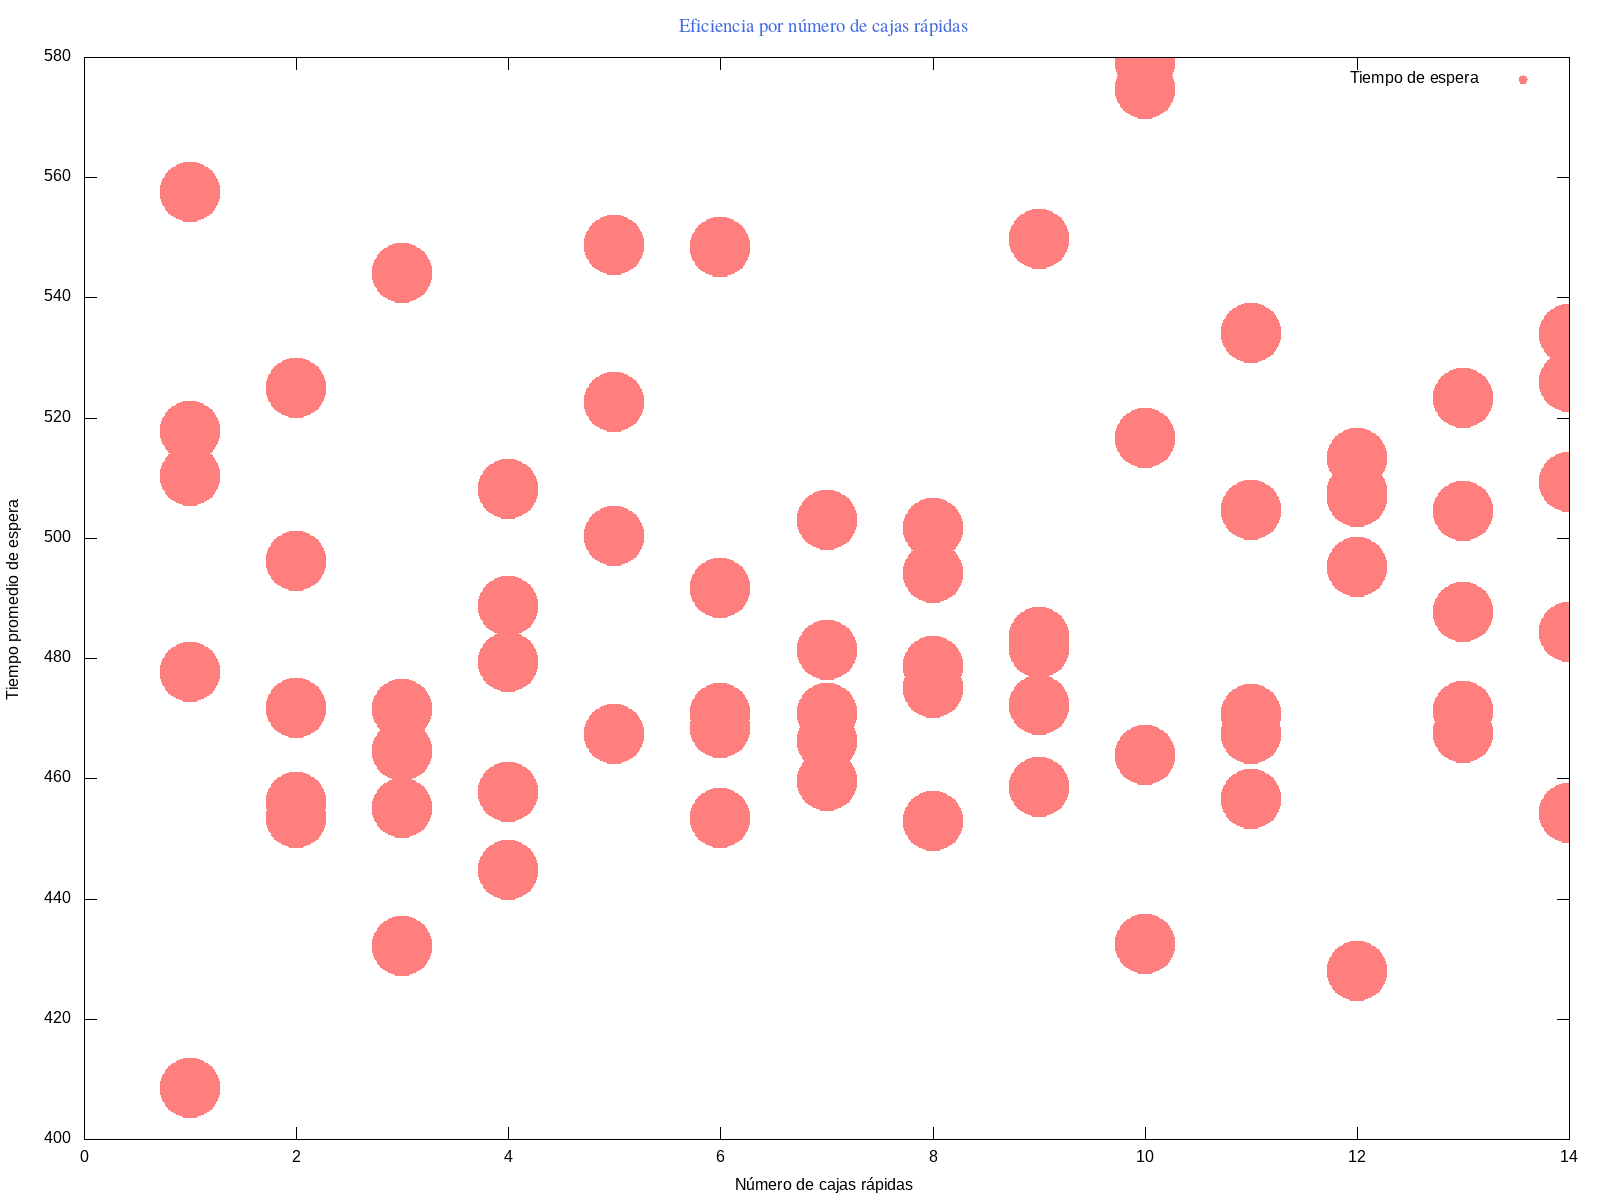 Eficiencia por número de cajas rápidas
Tiempo de espera
Tiempo promedio de espera
580
560
540
520
500
480
460
440
420
400
0 2 4 6 8 10 12 14
Número de cajas rápidas